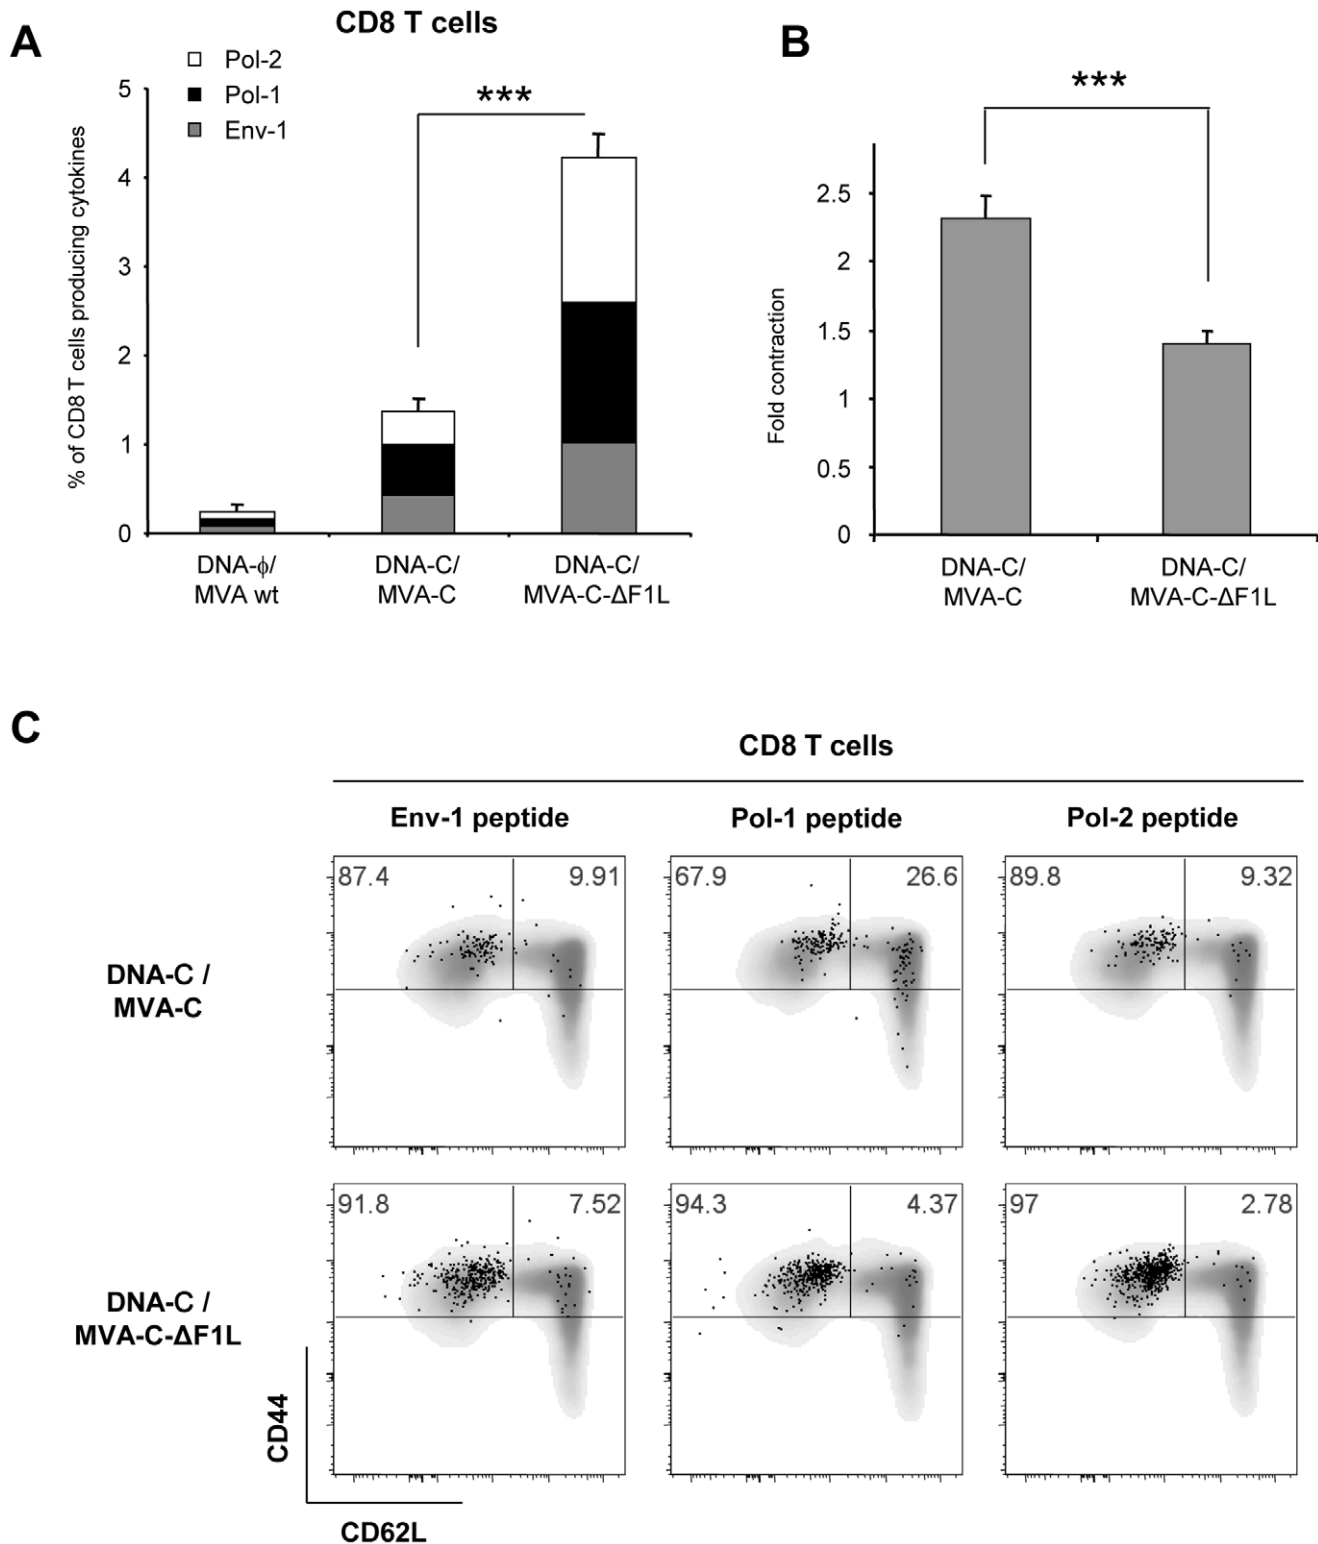 A
CD8 T cells
Pol-2
Pol-1
Env-1
***
% of CD8 T cells producing cytokines
5
4
3
2
1
0
DNA-ϕ/
MVA wt
DNA-C/
MVA-C
DNA-C/
MVA-C-ΔF1L
B
***
Fold contraction
2.5
2
1.5
1
0.5
0
DNA-C/
MVA-C
DNA-C/
MVA-C-ΔF1L
C
CD8 T cells
Env-1 peptide
Pol-1 peptide
Pol-2 peptide
DNA-C /
MVA-C
87.4 9.91
67.9 26.6
89.8 9.32
DNA-C /
MVA-C-ΔF1L
91.8 7.52
94.3 4.37
97 2.78
CD44
CD62L